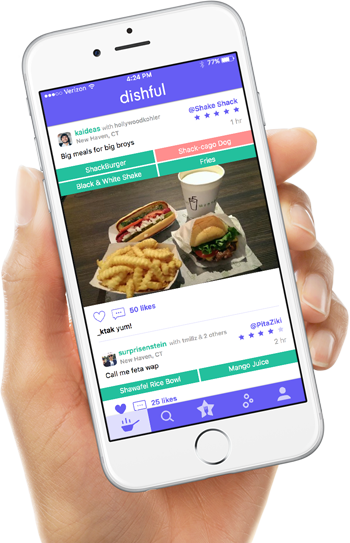 Verizon
4:24 PM
77%
dishful
kaideas with hollywoodkohler
@Shake Shack
New Haven, CT
1 hr
Big meals for big broys
ShackBurger
Shack-cago Dog
Black & White Shake
Fries
50 likes
_ktak yum!
surprisenstein with tmillz & 2 others
@PitaZiki
New Haven, CT
2 hr
Call me feta wap
Shawafel Rice Bowl
Mango Juice
25 likes